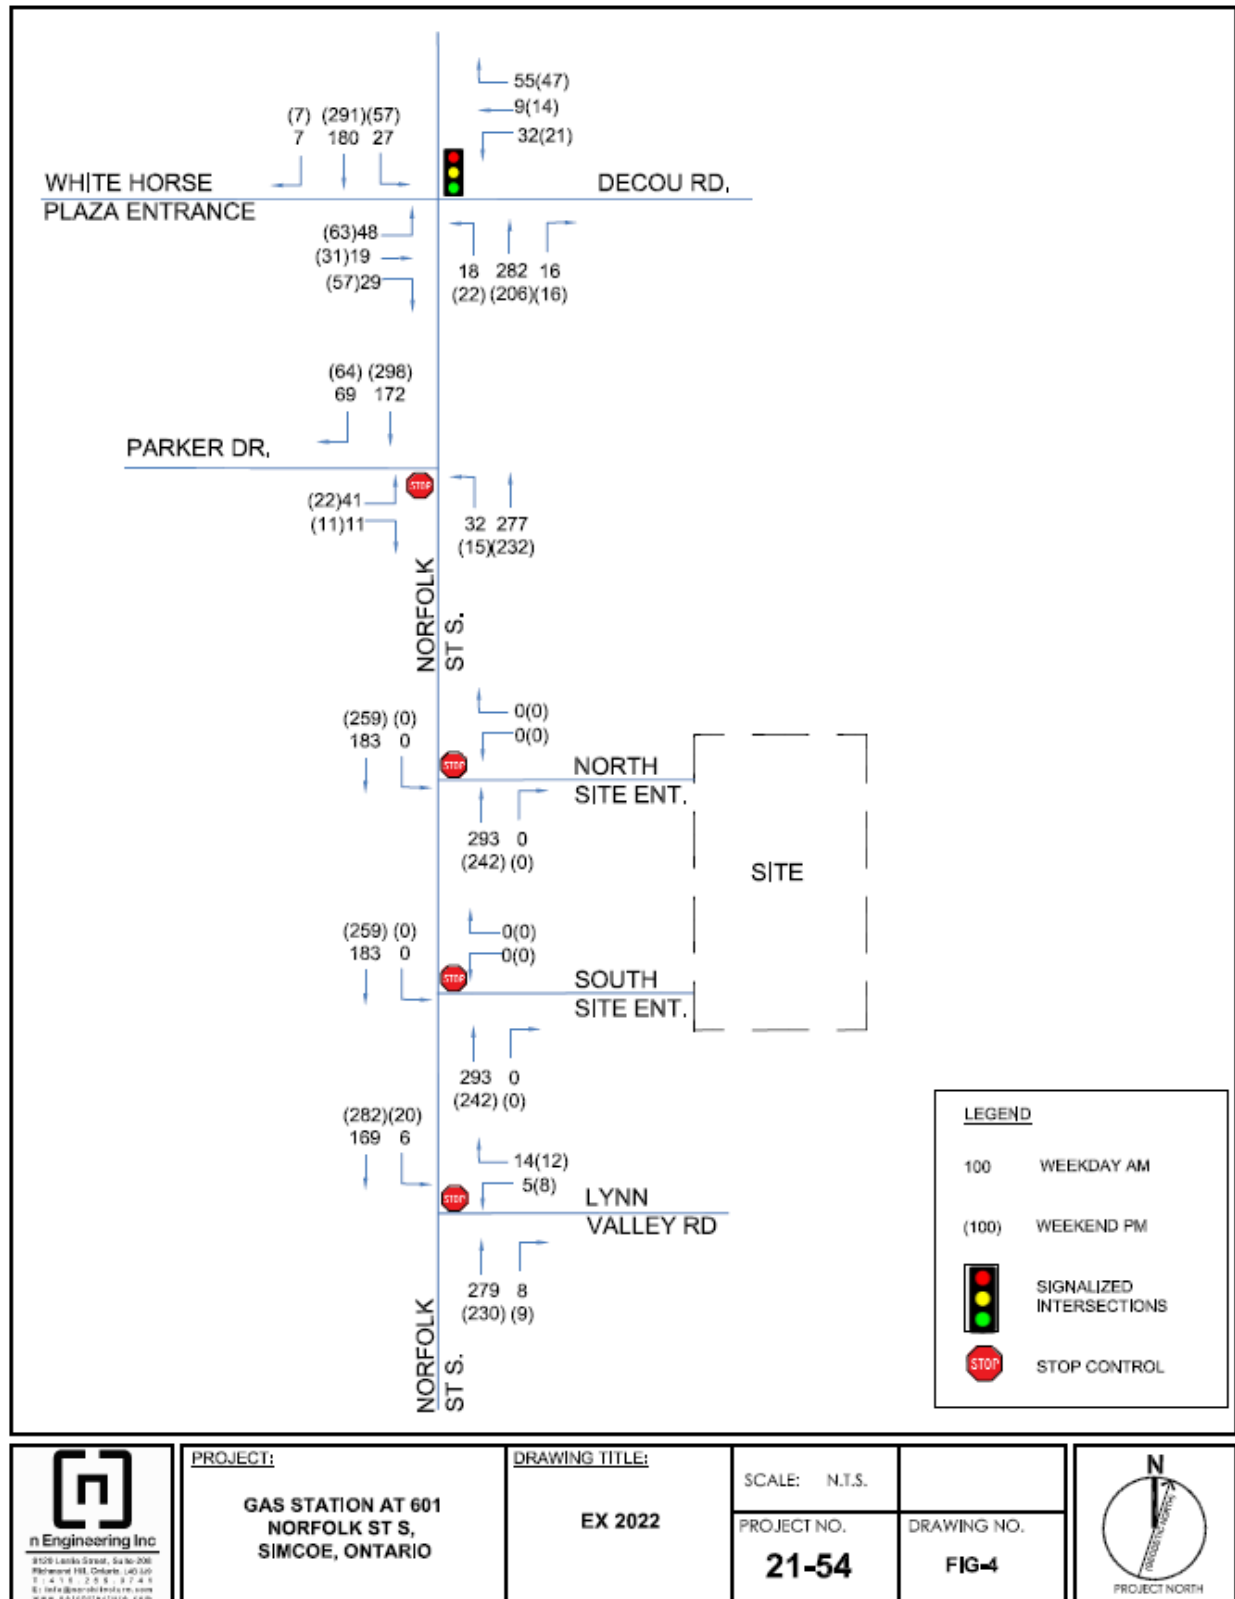 55(47)
9(14)
32(21)
(7) (291)(57)
7 180 27
WHITE HORSE
PLAZA ENTRANCE
DECOU RD.
(63)48
(31)19
(57)29
18 282 16
(22) (206)(16)
(64) (298)
69 172
PARKER DR.
STOP
(22)41
(11)11
32 277
(15)(232)
NORFOLK
ST S.
0(0)
0(0)
(259) (0)
183 0
STOP
NORTH
SITE ENT.
293 0
(242) (0)
SITE
0(0)
0(0)
(259) (0)
183 0
STOP
SOUTH
SITE ENT.
293 0
(242) (0)
(282)(20)
169 6
14(12)
5(8)
STOP
LYNN
VALLEY RD
279 8
(230) (9)
NORFOLK
ST S.
LEGEND
100 WEEKDAY AM
(100) WEEKEND PM
SIGNALIZED
INTERSECTIONS
STOP STOP CONTROL
n
n Engineering Inc
PROJECT:
GAS STATION AT 601
NORFOLK ST S,
SIMCOE, ONTARIO
DRAWING TITLE:
EX 2022
SCALE: N.T.S.
PROJECT NO.
21-54
DRAWING NO.
FIG-4
N
PROJECT NORTH